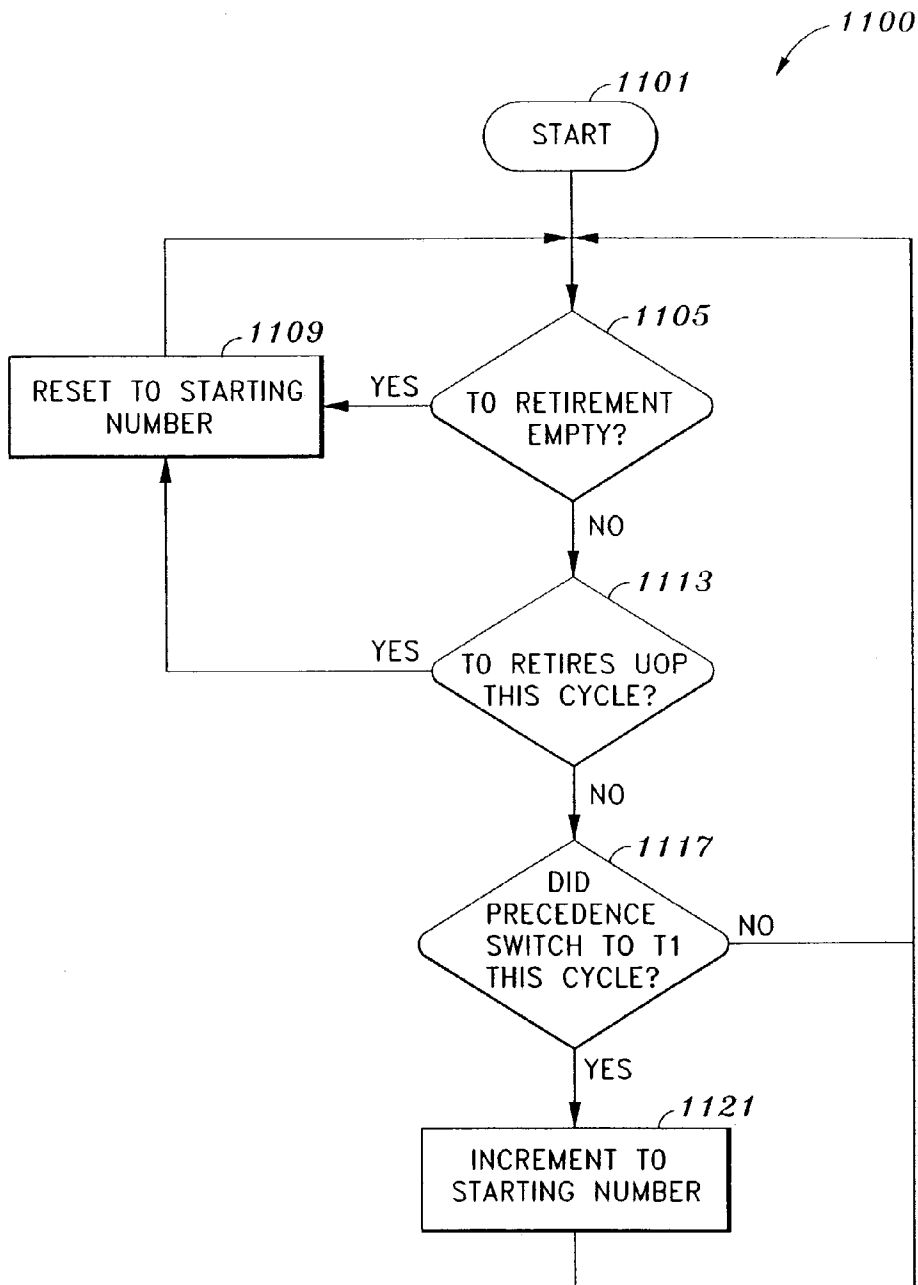 1100
1101
START
1105
TO RETIREMENT
EMPTY?
YES
1109
RESET TO STARTING
NUMBER
NO
1113
TO RETIRES UOP
THIS CYCLE?
YES
NO
1117
DID
PRECEDENCE
SWITCH TO T1
THIS CYCLE?
NO
YES
1121
INCREMENT TO
STARTING NUMBER